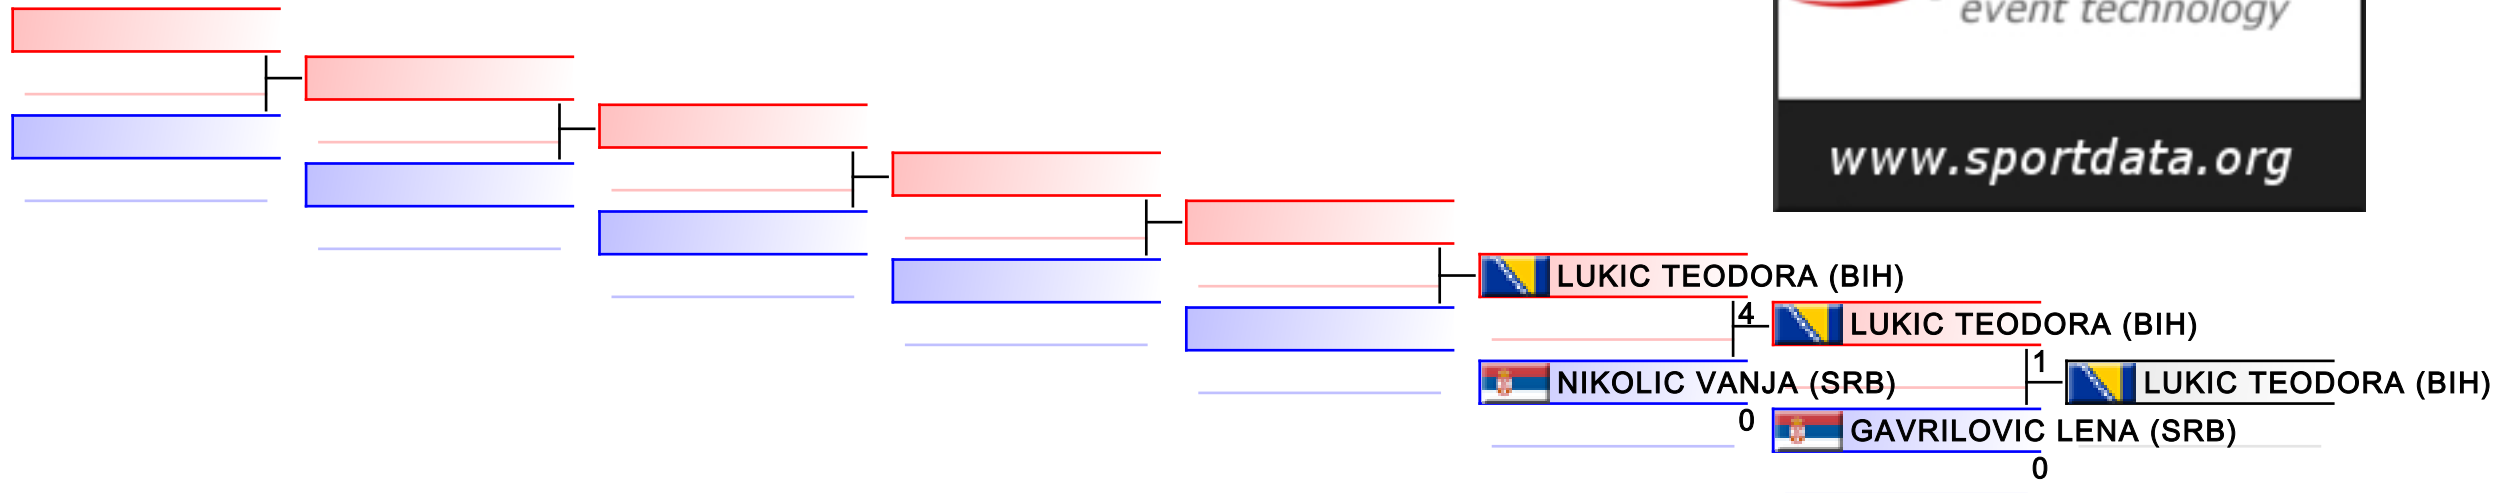 event technology
www.sportdata.org
LUKIC TEODORA (BIH)
4
LUKIC TEODORA (BIH)
1
NIKOLIC VANJA (SRB)
0
LUKIC TEODORA (BIH)
GAVRILOVIC LENA (SRB)
0